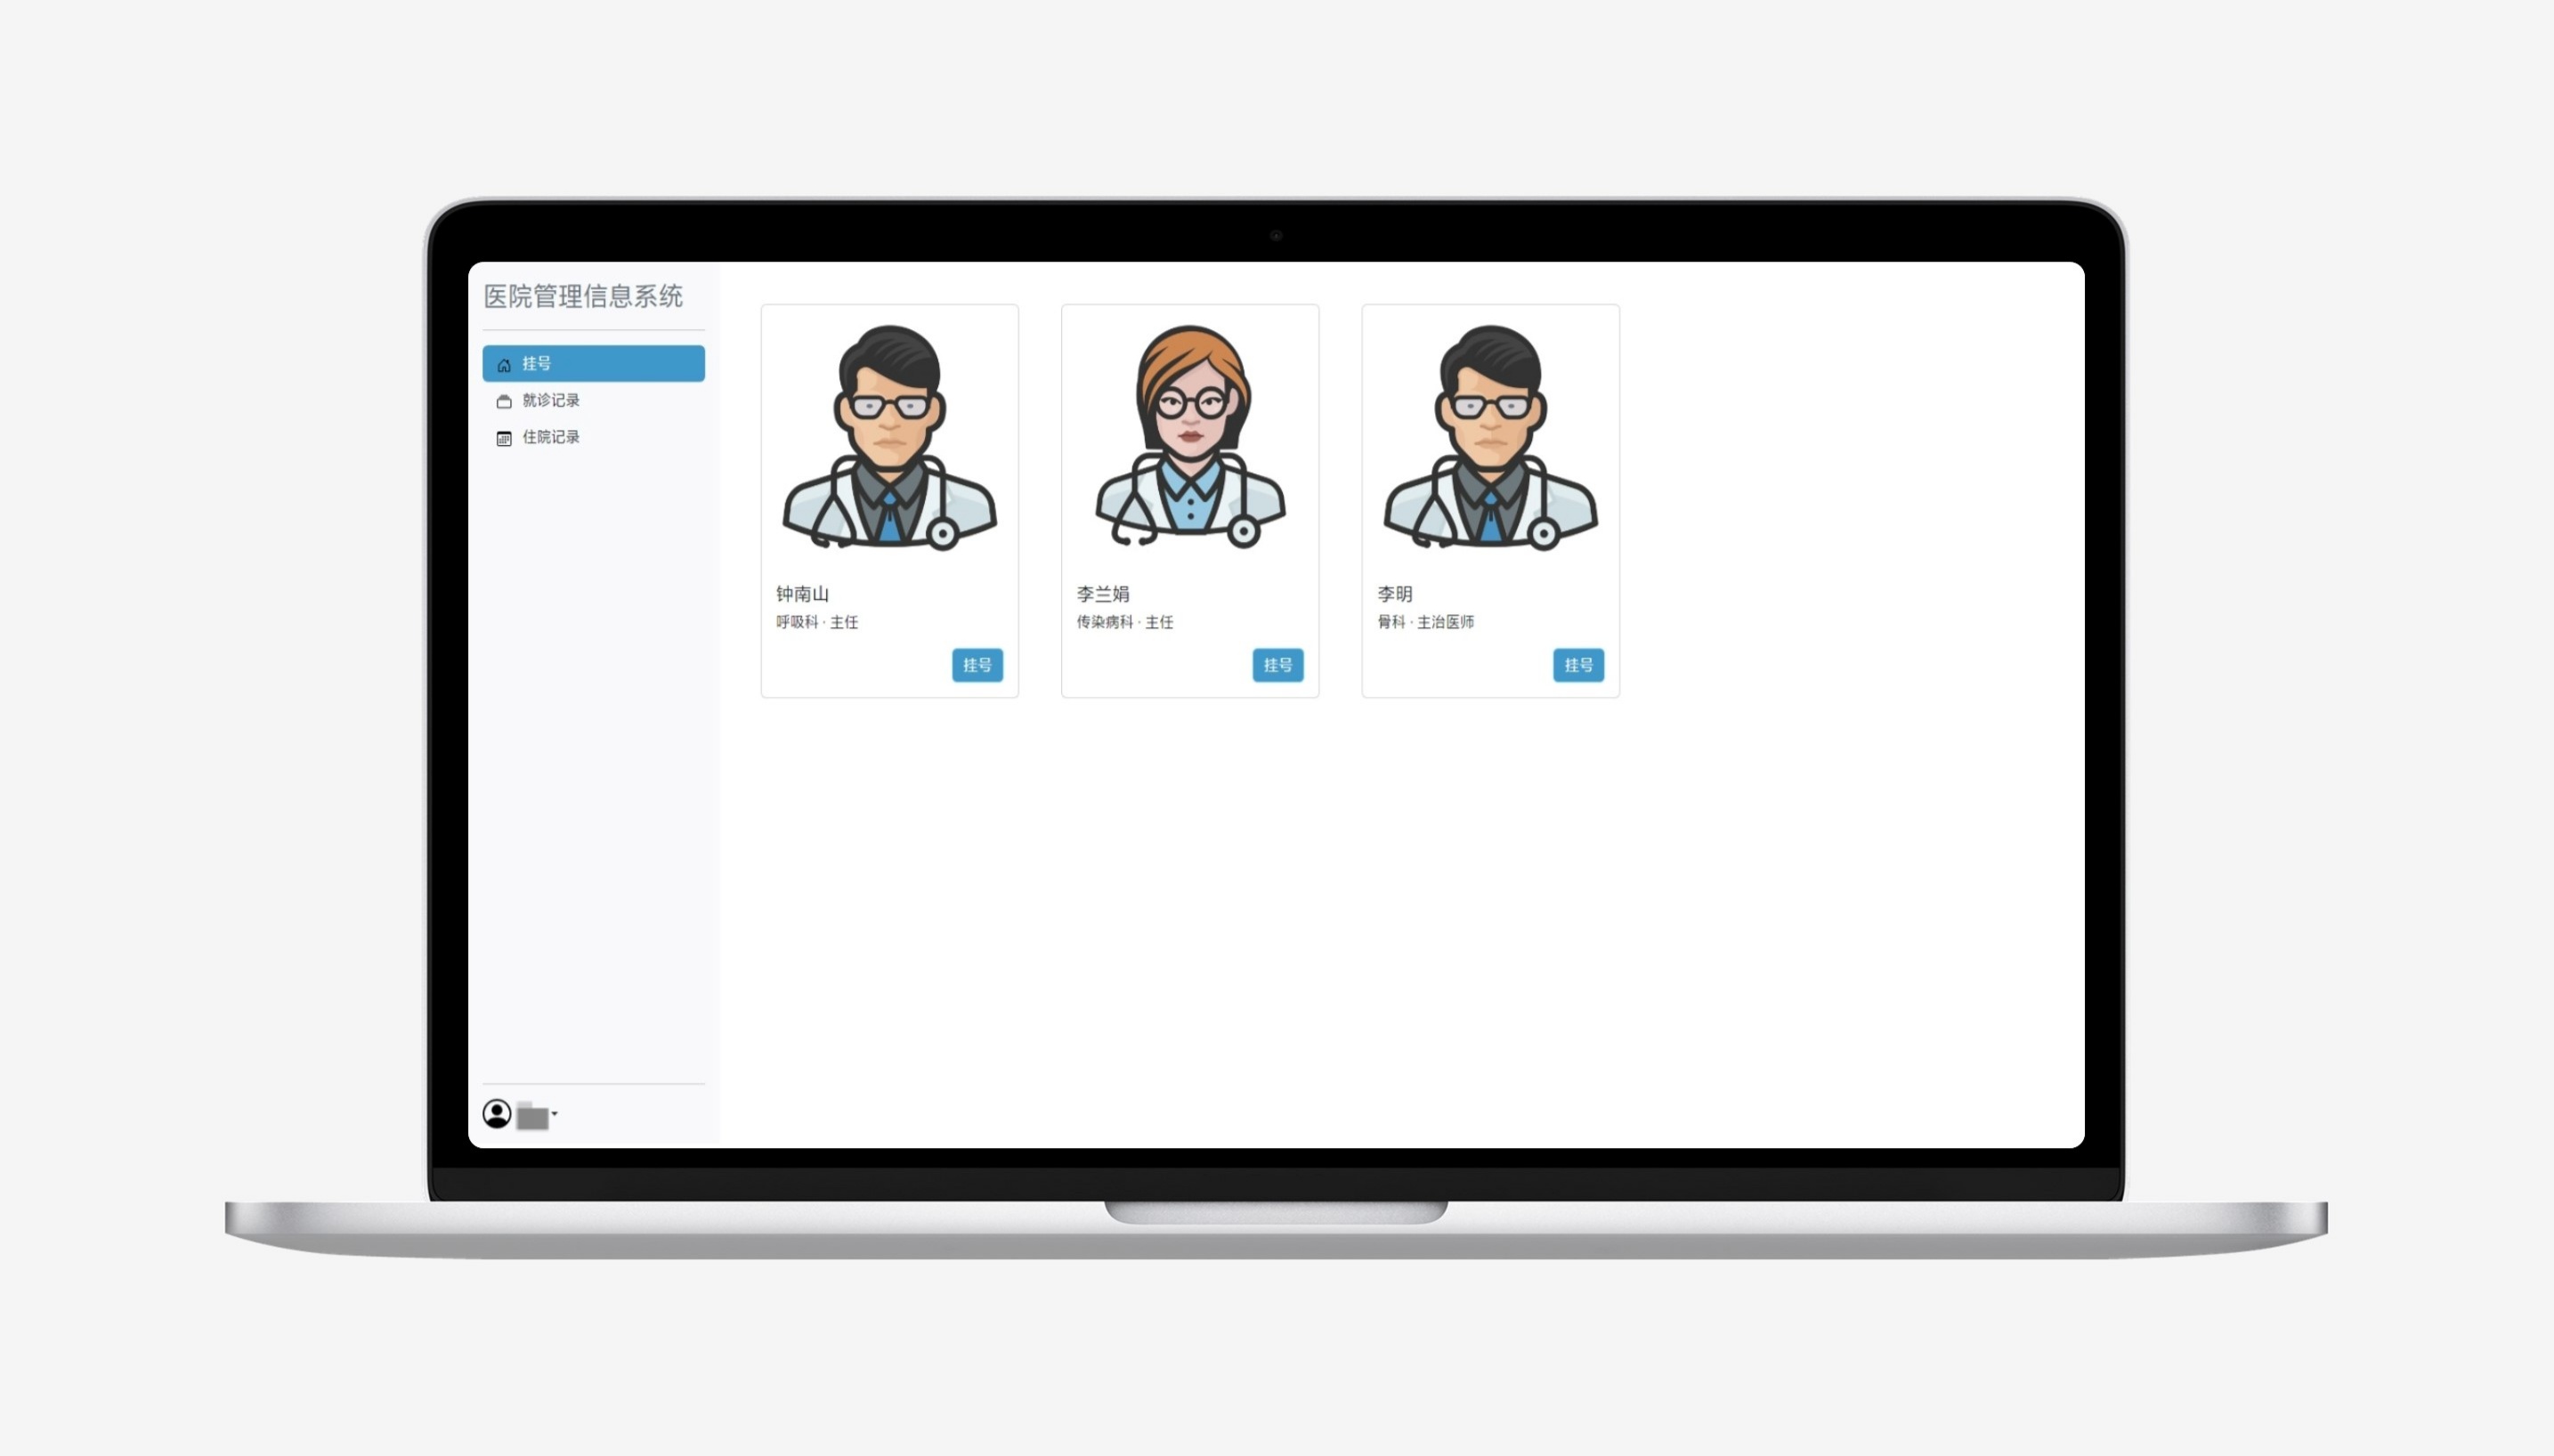 医院管理信息系统
挂号
就诊记录
住院记录
钟南山
呼吸科 · 主任
挂号
李兰娟
传染病科 · 主任
挂号
李明
骨科 · 主治医师
挂号